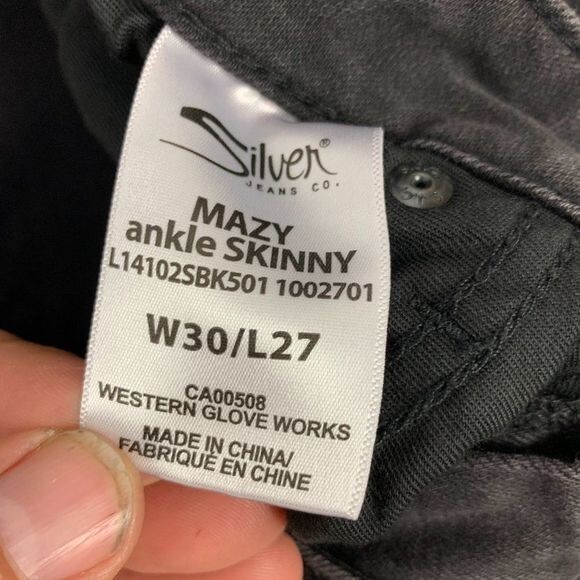 Silver®
JEANS CO.
MAZY
ankle SKINNY
L14102SBK501 1002701
W30/L27
CA00508
WESTERN GLOVE WORKS
MADE IN CHINA/
FABRIQUÉ EN CHINE